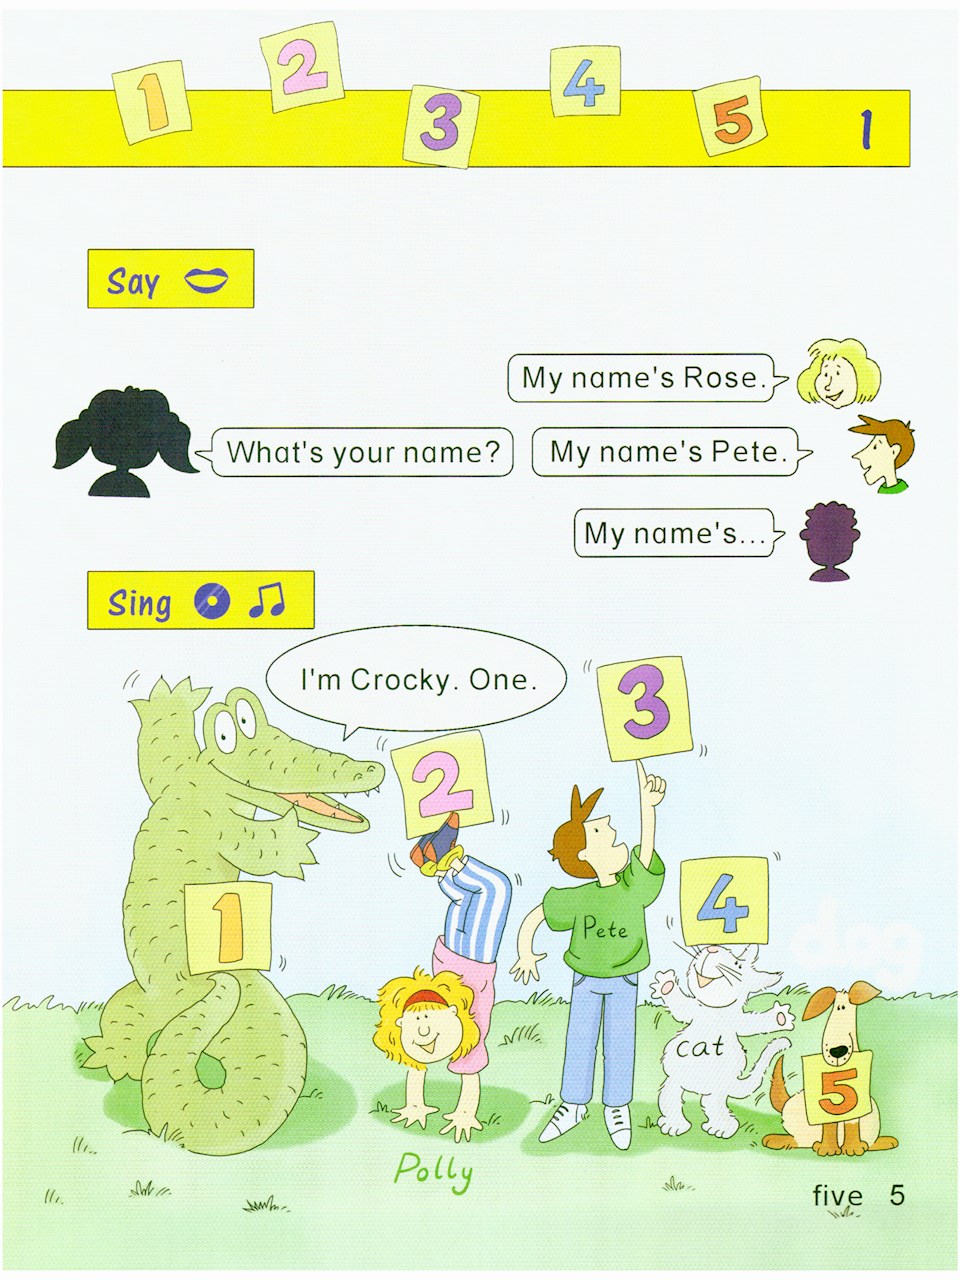 1 2 3 4 5 1
Say
My name's Rose.
What's your name? My name's Pete.
My name's...
Sing
I'm Crocky. One.
3
2
1
4
Pete
dog
cat
5
Polly
five 5